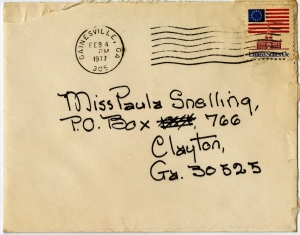 GAINESVILLE, GA
FEB 4
PM
1977
305
Miss Paula Snelling,
P.O. Box 766
Clayton,
Ga. 30525